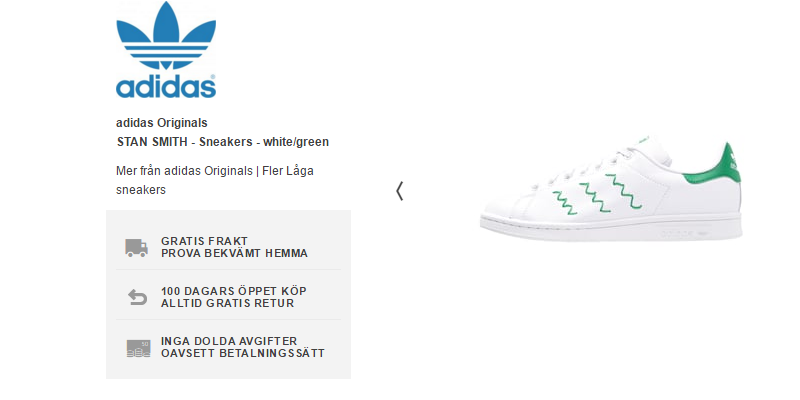 adidas
adidas Originals
STAN SMITH - Sneakers - white/green
Mer från adidas Originals | Fler Låga
sneakers
GRATIS FRAKT
PROVA BEKVÄMT HEMMA
100 DAGARS ÖPPET KÖP
ALLTID GRATIS RETUR
INGA DOLDA AVGIFTER
OAVSETT BETALNINGSSÄTT